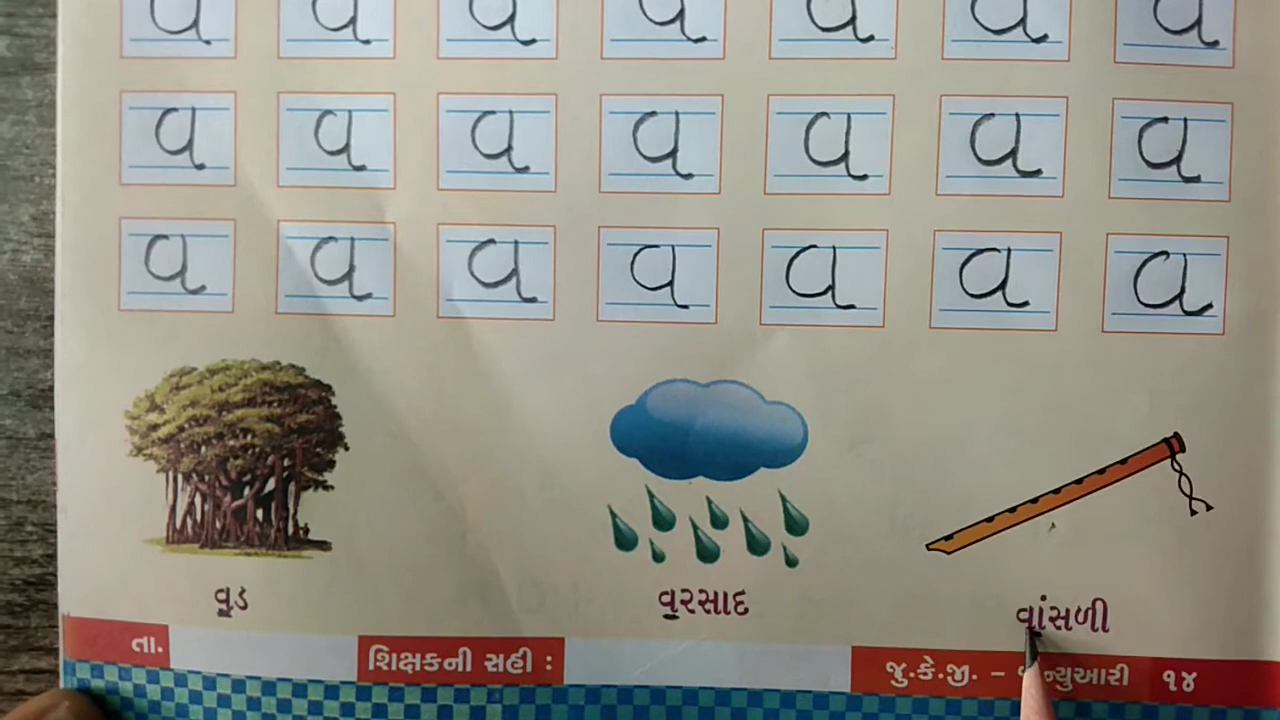 વ વ વ વ વ વ વ
વ વ વ વ વ વ વ
વ વ વ વ વ વ વ
વડ વરસાદ વાંસળી
તા. શિક્ષકની સહી : જુ.કે.જી. - જાન્યુઆરી ૧૪